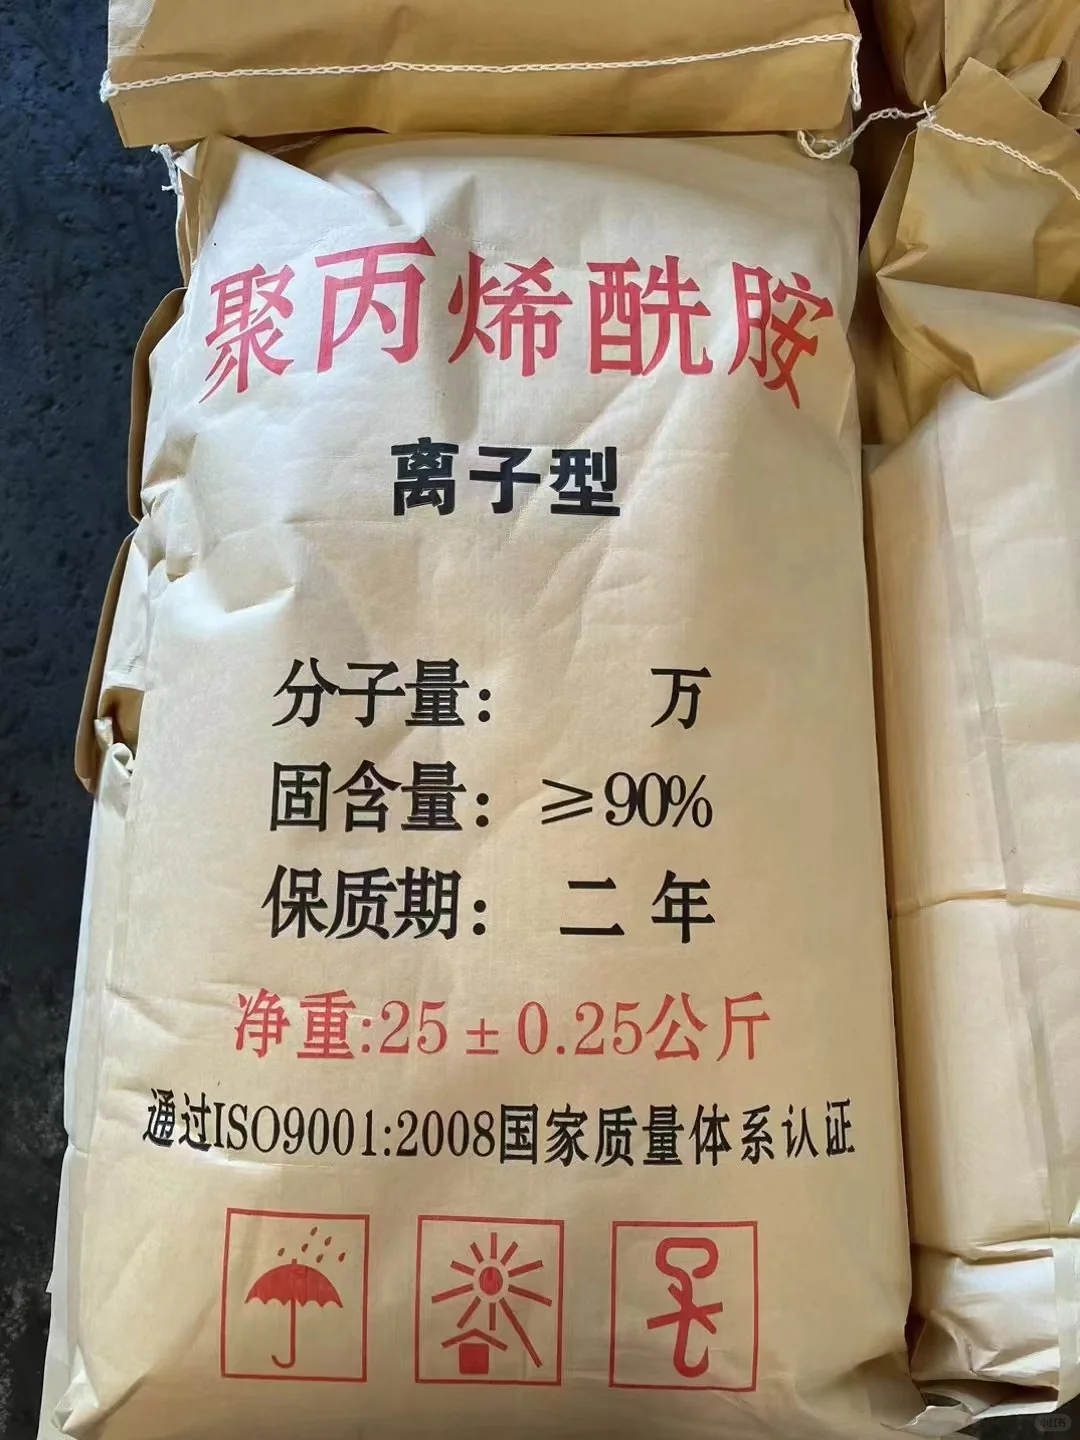 聚丙烯酰胺
离子型
分子量： 万
固含量：≥90%
保质期：二年
净重:25±0.25公斤
通过ISO9001:2008国家质量体系认证